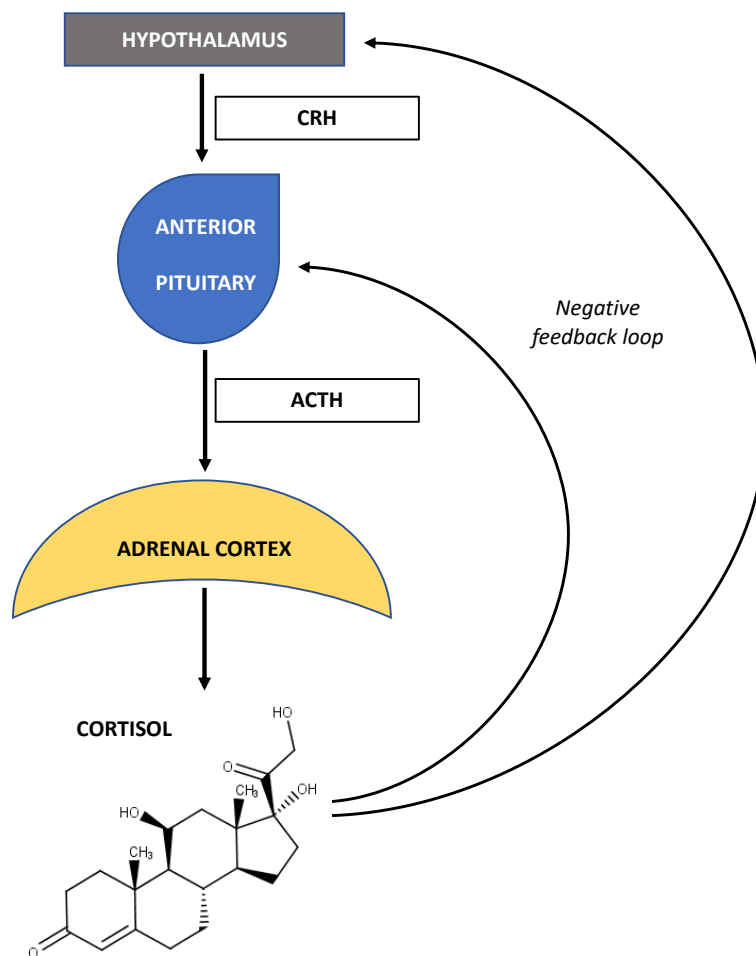 HYPOTHALAMUS
CRH
ANTERIOR
PITUITARY
Negative
feedback loop
ACTH
ADRENAL CORTEX
CORTISOL
HO
O
OH
HO
CH₃
CH₃
O